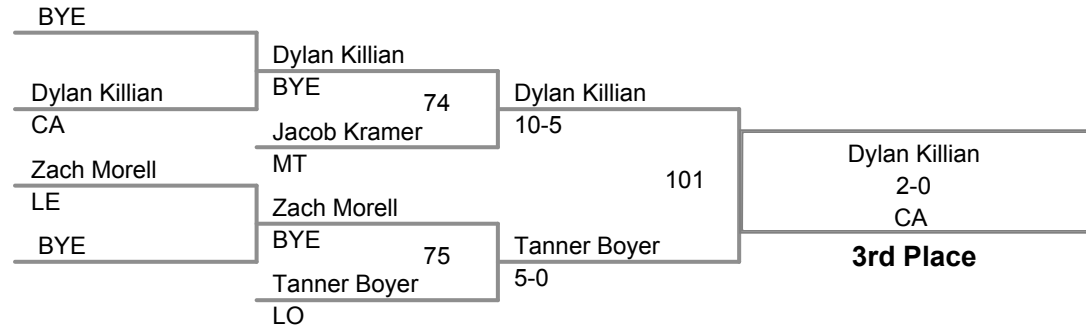 BYE
Dylan Killian
CA
Zach Morell
LE
BYE
Dylan Killian
BYE
74
Jacob Kramer
MT
Zach Morell
BYE
75
Tanner Boyer
LO
Dylan Killian
10-5
101
Tanner Boyer
5-0
Dylan Killian
2-0
CA
3rd Place